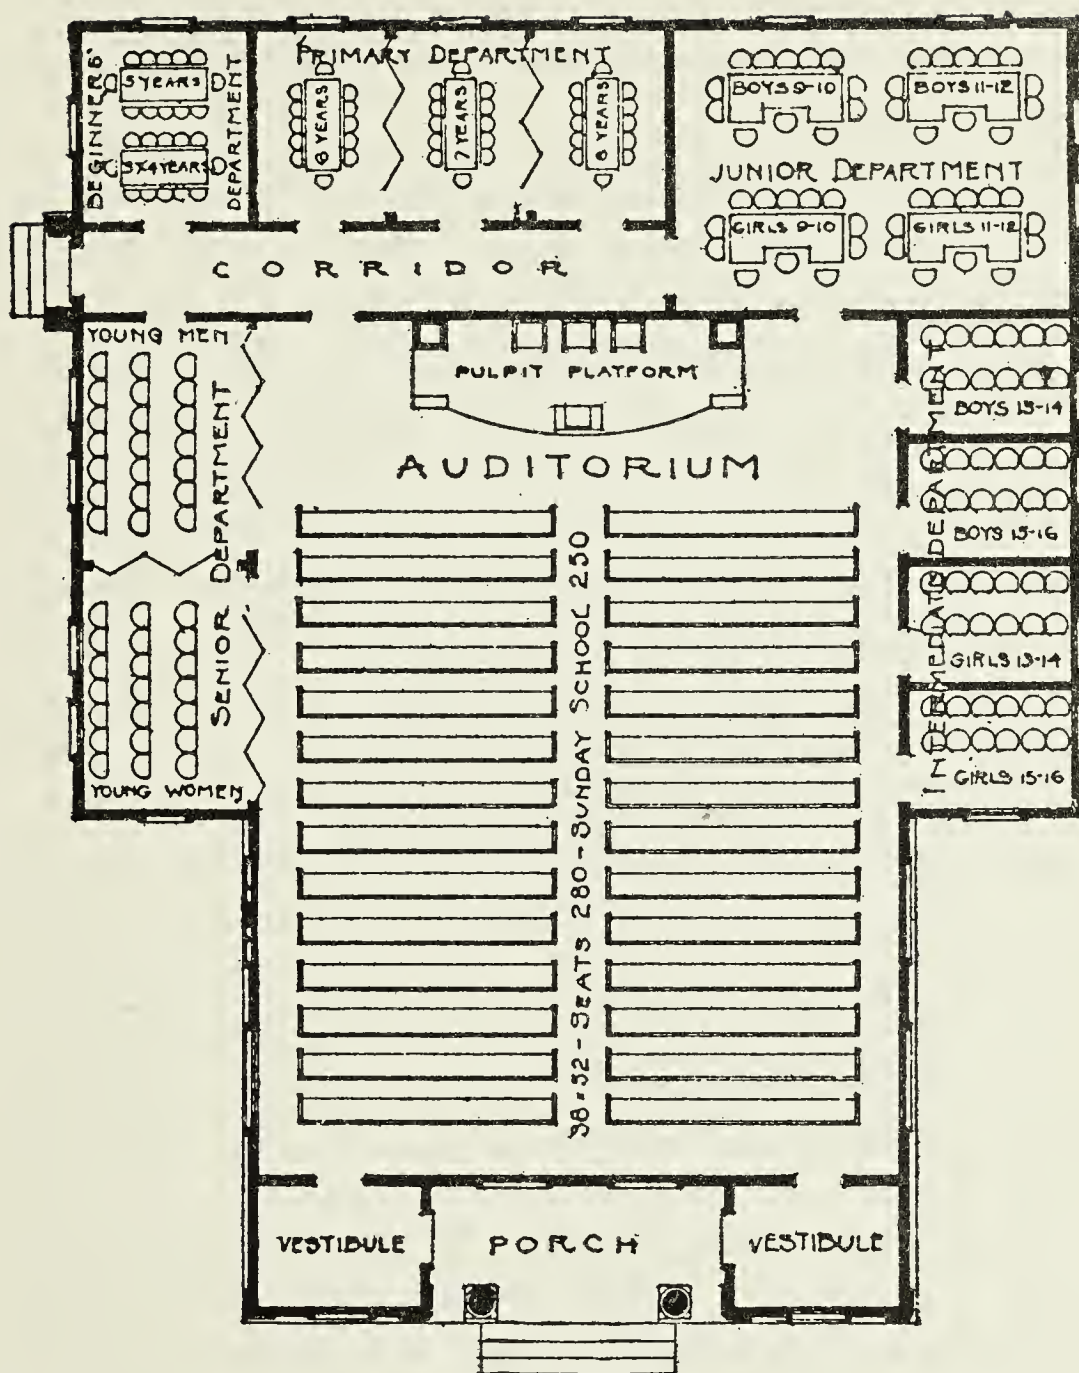 BEGINNERS' DEPARTMENT
5 YEARS
3 X 4 YEARS
PRIMARY DEPARTMENT
8 YEARS
7 YEARS
6 YEARS
JUNIOR DEPARTMENT
BOYS 9-10
BOYS 11-12
GIRLS 9-10
GIRLS 11-12
CORRIDOR
YOUNG MEN
SENIOR DEPARTMENT
YOUNG WOMEN
PULPIT PLATFORM
AUDITORIUM
38 x 52 - SEATS 280 - SUNDAY SCHOOL 250
INTERMEDIATE DEPARTMENT
BOYS 13-14
BOYS 15-16
GIRLS 13-14
GIRLS 15-16
VESTIBULE
PORCH
VESTIBULE